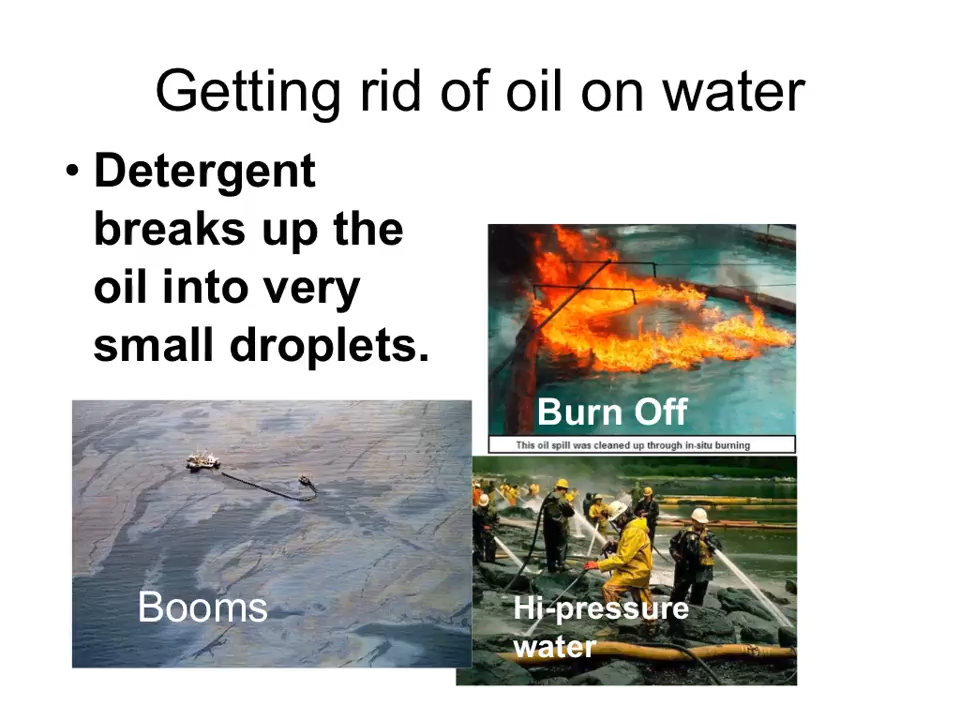 Getting rid of oil on water
• Detergent
breaks up the
oil into very
small droplets.
Burn Off
This oil spill was cleaned up through in-situ burning
Booms
Hi-pressure
water